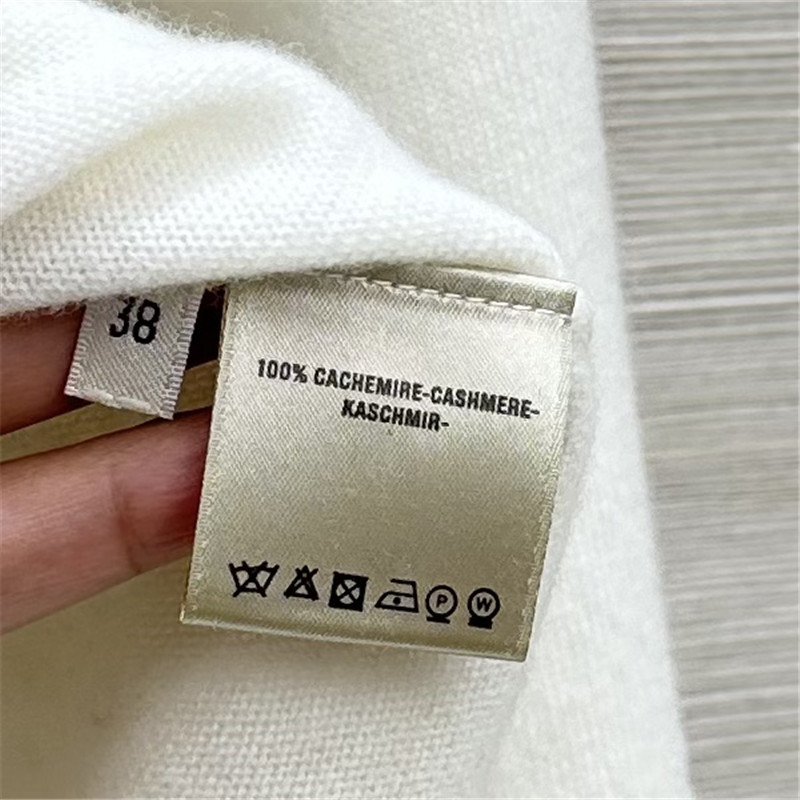 38
100% CACHEMIRE-CASHMERE-
KASCHMIR-
P W